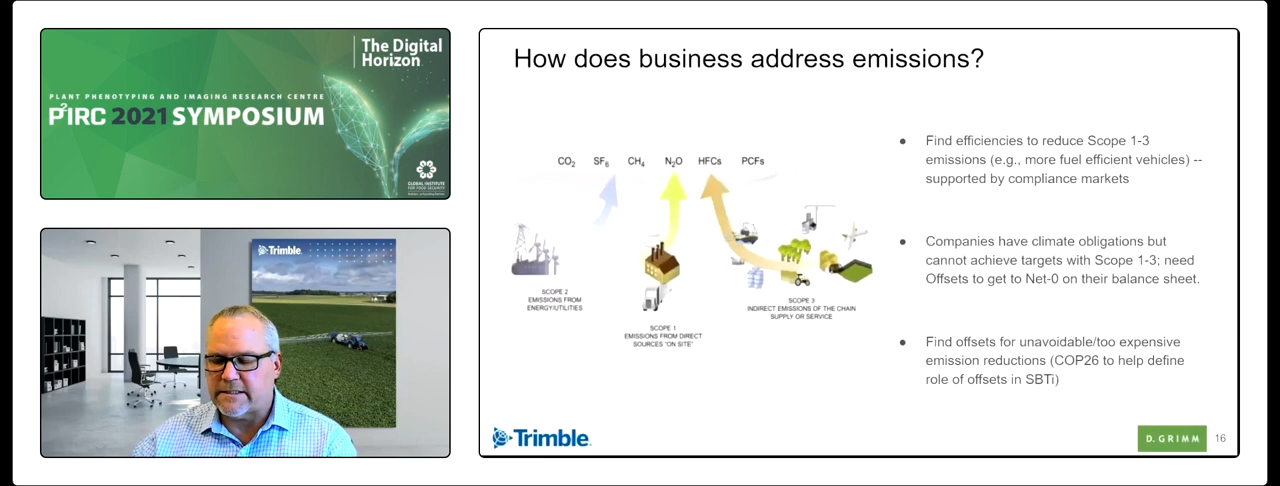 The Digital
Horizon
PLANT PHENOTYPING AND IMAGING RESEARCH CENTRE
P²IRC 2021 SYMPOSIUM
GLOBAL INSTITUTE
FOR FOOD SECURITY
Trimble
How does business address emissions?
CO2 SF6 CH4 N2O HFCs PCFs
SCOPE 2
EMISSIONS FROM
ENERGY/UTILITIES
SCOPE 1
EMISSIONS FROM DIRECT
SOURCES "ON SITE"
SCOPE 3
INDIRECT EMISSIONS OF THE CHAIN
SUPPLY OR SERVICE
● Find efficiencies to reduce Scope 1-3
emissions (e.g., more fuel efficient vehicles) --
supported by compliance markets
● Companies have climate obligations but
cannot achieve targets with Scope 1-3; need
Offsets to get to Net-0 on their balance sheet.
● Find offsets for unavoidable/too expensive
emission reductions (COP26 to help define
role of offsets in SBTi)
Trimble
D. GRIMM
16